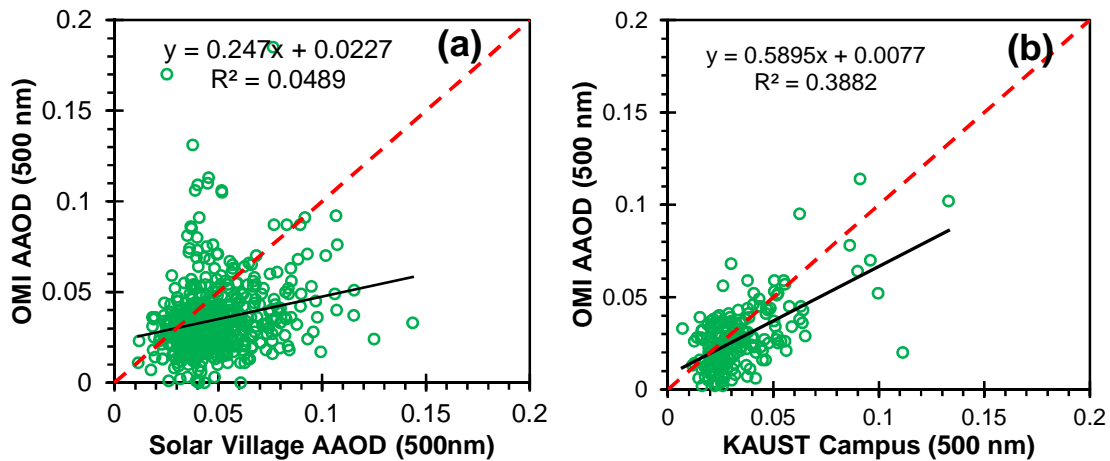 0.2
0.15
0.1
0.05
0
OMI AAOD (500 nm)
y = 0.247x + 0.0227
R² = 0.0489
(a)
0 0.05 0.1 0.15 0.2
Solar Village AAOD (500nm)
0.2
0.15
0.1
0.05
0
OMI AAOD (500 nm)
y = 0.5895x + 0.0077
R² = 0.3882
(b)
0 0.05 0.1 0.15 0.2
KAUST Campus (500 nm)